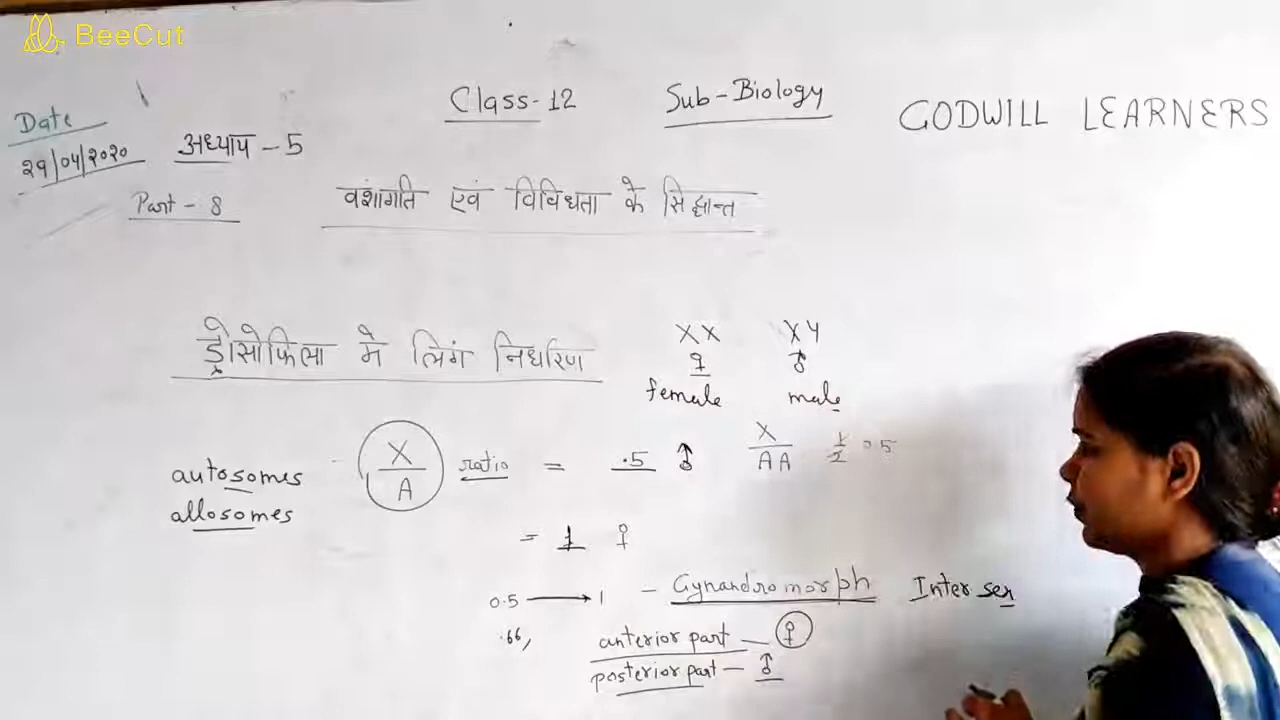 BeeCut
Class-12 Sub-Biology GODWILL LEARNERS
Date
२९/०4/२०२०
अध्याय - 5
Part - 8
वशांगति एवं विविधता के सिद्धान्त
ड्रोसोफिला मे लिगं निर्धारण
XX XY
♀ ♂
female male
autosomes
allosomes
X/A ratio = .5 ♂ X/AA 1/2 = 0.5
= 1 ♀
0.5 → 1 - Gynandromorph Inter sex
.66, anterior part — ♀
posterior part — ♂